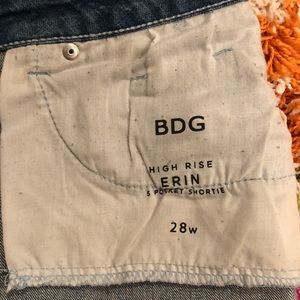 BDG
HIGH RISE
ERIN
5 POCKET SHORTIE
28w